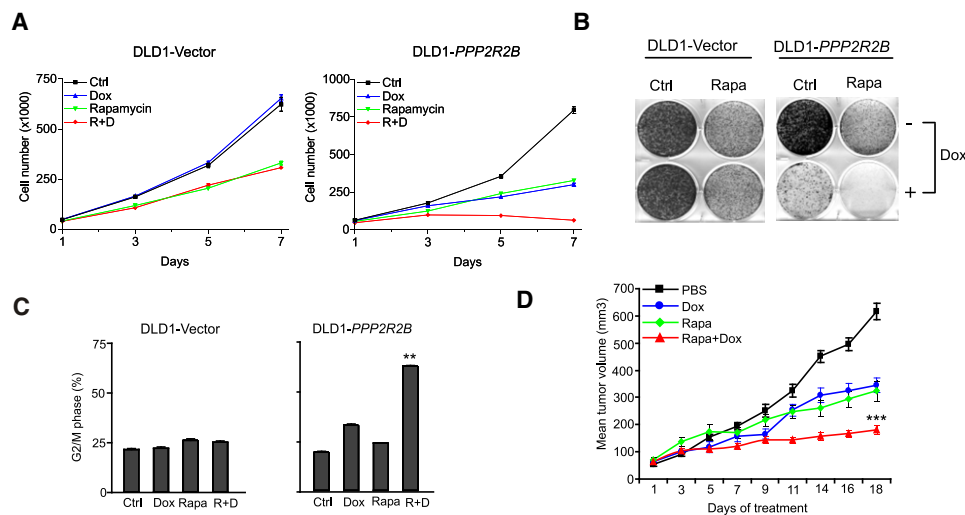 A
DLD1-Vector
Cell number (x1000)
750
500
250
0
Ctrl
Dox
Rapamycin
R+D
1 3 5 7
Days
DLD1-PPP2R2B
Cell number (x1000)
1000
750
500
250
0
Ctrl
Dox
Rapamycin
R+D
1 3 5 7
Days
B
DLD1-Vector DLD1-PPP2R2B
Ctrl Rapa Ctrl Rapa
-
+
Dox
C
DLD1-Vector
G2/M phase (%)
75
50
25
0
Ctrl Dox Rapa R+D
DLD1-PPP2R2B
**
Ctrl Dox Rapa R+D
D
Mean tumor volume (mm3)
700
600
500
400
300
200
100
0
PBS
Dox
Rapa
Rapa+Dox
***
1 3 5 7 9 11 14 16 18
Days of treatment